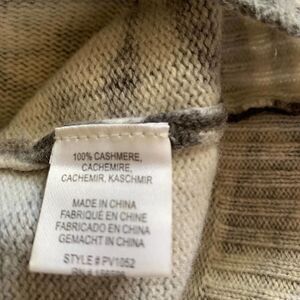 100% CASHMERE,
CACHEMIRE,
CACHEMIR, KASCHMIR
MADE IN CHINA
FABRIQUÉ EN CHINE
FABRICADO EN CHINA
GEMACHT IN CHINA
STYLE # PV1052